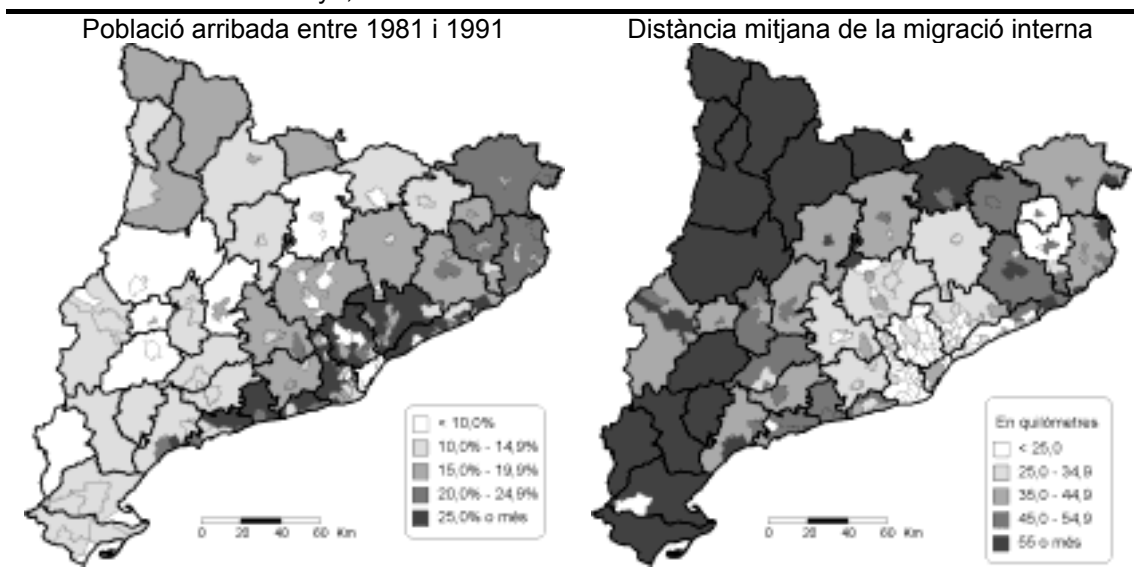 Població arribada entre 1981 i 1991
Distància mitjana de la migració interna
< 10,0%
10,0% - 14,9%
15,0% - 19,9%
20,0% - 24,9%
25,0% o més
0 20 40 60 Km
En quilómetres
< 25,0
25,0 - 34,9
35,0 - 44,9
45,0 - 54,9
55 o més
0 20 40 60 Km